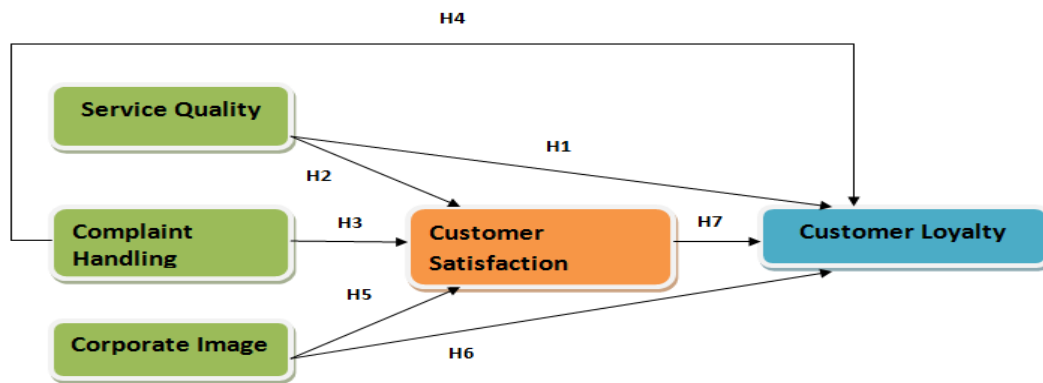 H4
Service Quality
H1
H2
Complaint
Handling
H3
Customer
Satisfaction
H7
Customer Loyalty
H5
Corporate Image
H6